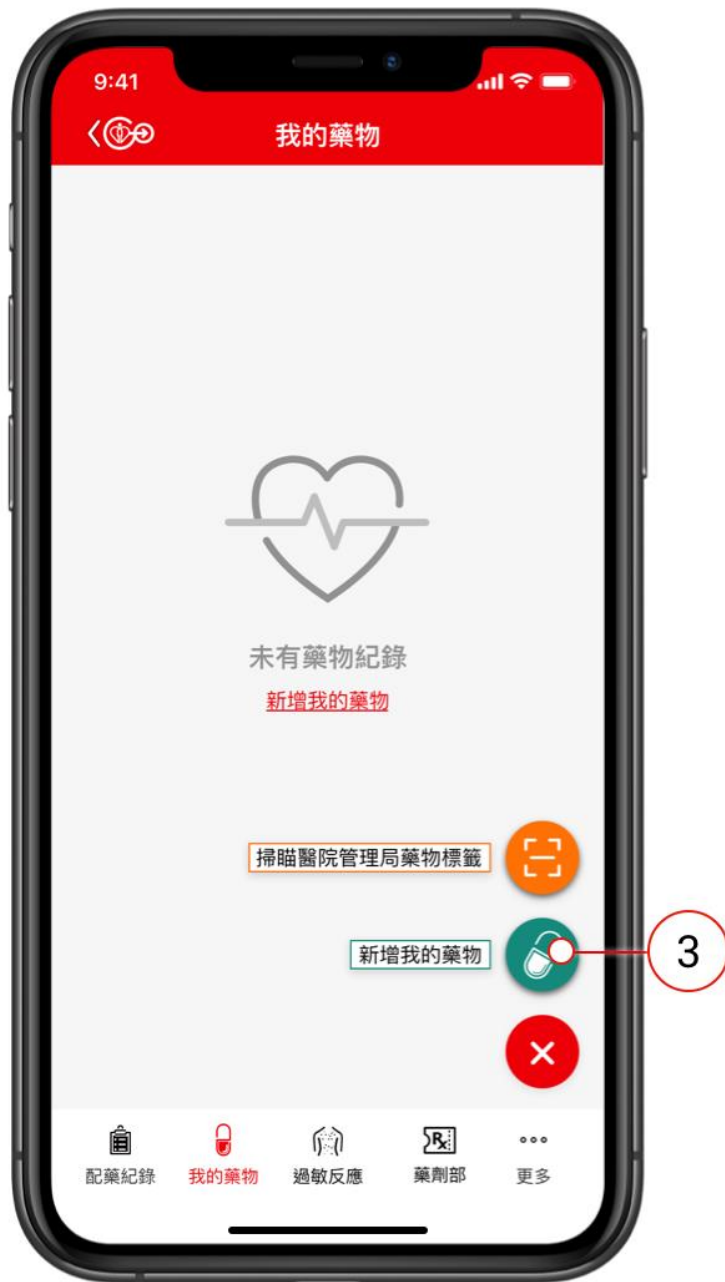 9:41
我的藥物
未有藥物紀錄
新增我的藥物
掃瞄醫院管理局藥物標籤
新增我的藥物
3
配藥紀錄 我的藥物 過敏反應 藥劑部 更多